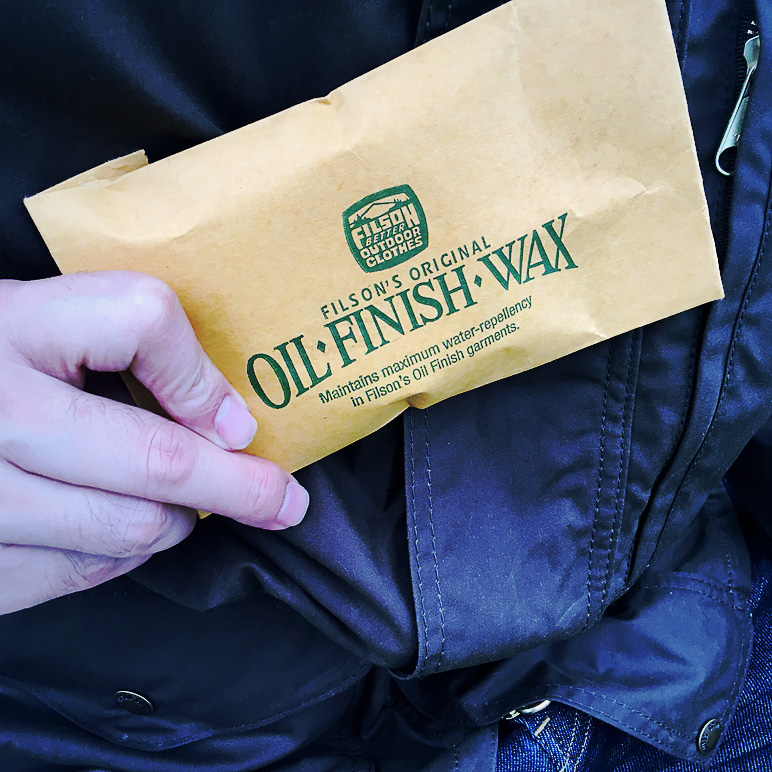 FILSON
BETTER
OUTDOOR
CLOTHES
FILSON'S ORIGINAL
OIL·FINISH·WAX
Maintains maximum water-repellency
in Filson's Oil Finish garments.